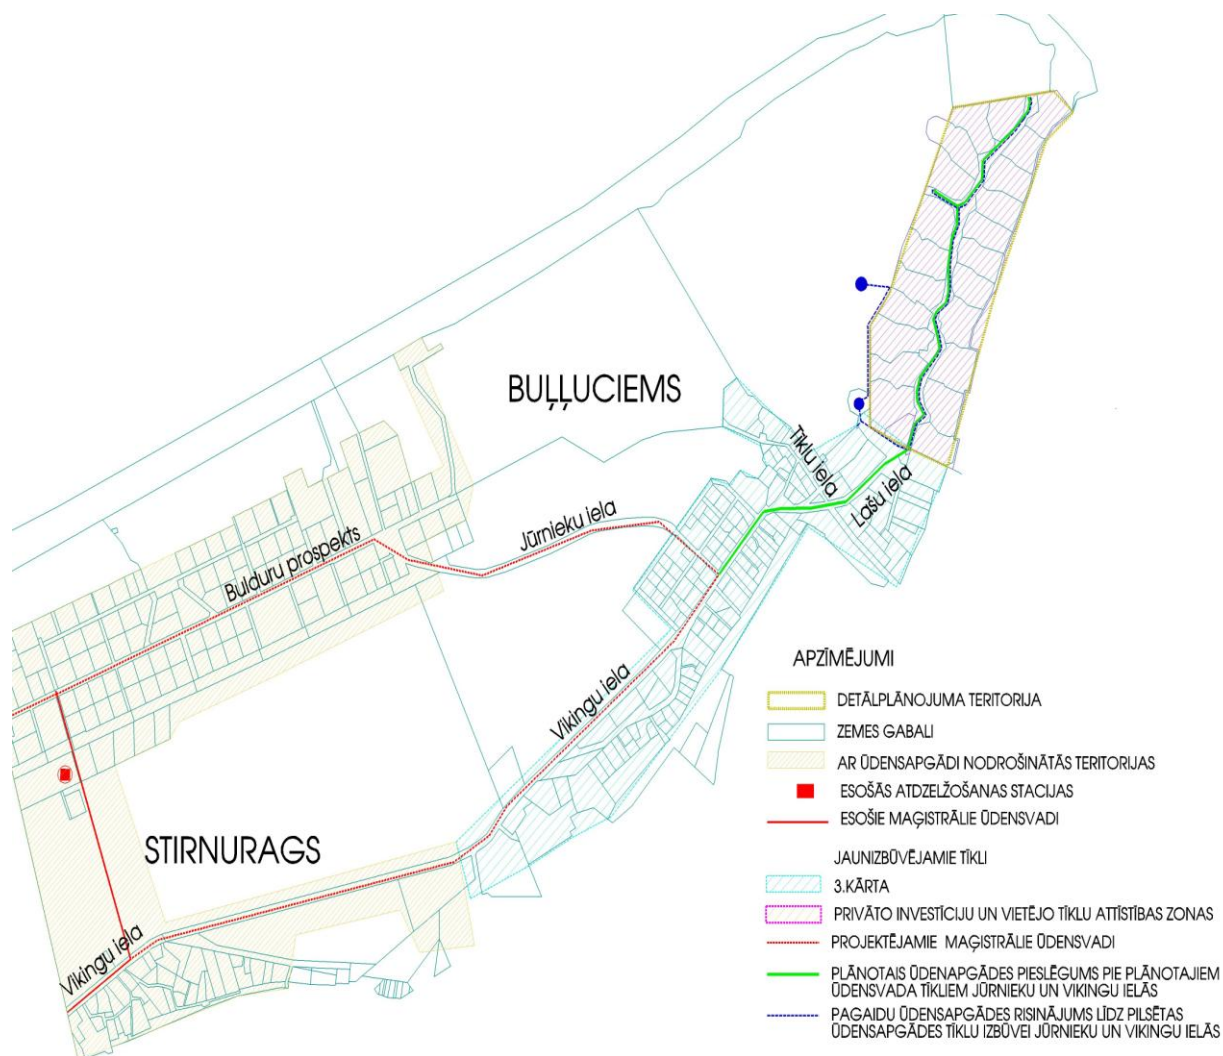 BUĻĻUCIEMS
Tīklu iela
Lašu iela
Jūrnieku iela
Bulduru prospekts
Vikingu iela
STIRNURAGS
Vikingu iela
APZĪMĒJUMI
DETĀLPLĀNOJUMA TERITORIJA
ZEMES GABALI
AR ŪDENSAPGĀDI NODROŠINĀTĀS TERITORIJAS
ESOŠĀS ATDZELŽOŠANAS STACIJAS
ESOŠIE MAĢISTRĀLIE ŪDENSVADI
JAUNIZBŪVĒJAMIE TĪKLI
3.KĀRTA
PRIVĀTO INVESTĪCIJU UN VIETĒJO TĪKLU ATTĪSTĪBAS ZONAS
PROJEKTĒJAMIE MAĢISTRĀLIE ŪDENSVADI
PLĀNOTAIS ŪDENAPGĀDES PIESLĒGUMS PIE PLĀNOTAJIEM
ŪDENSVADA TĪKLIEM JŪRNIEKU UN VIKINGU IELĀS
PAGAIDU ŪDENSAPGĀDES RISINĀJUMS LĪDZ PILSĒTAS
ŪDENSAPGĀDES TĪKLU IZBŪVEI JŪRNIEKU UN VIKINGU IELĀS